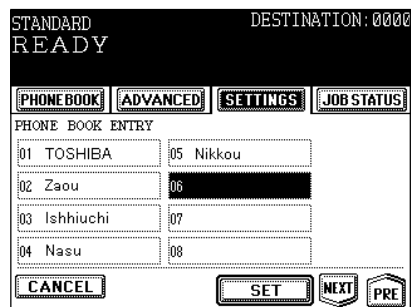 STANDARD DESTINATION:0000
READY
PHONE BOOK ADVANCED SETTINGS JOB STATUS
PHONE BOOK ENTRY
01 TOSHIBA 05 Nikkou
02 Zaou 06
03 Ishhiuchi 07
04 Nasu 08
CANCEL SET NEXT PRE